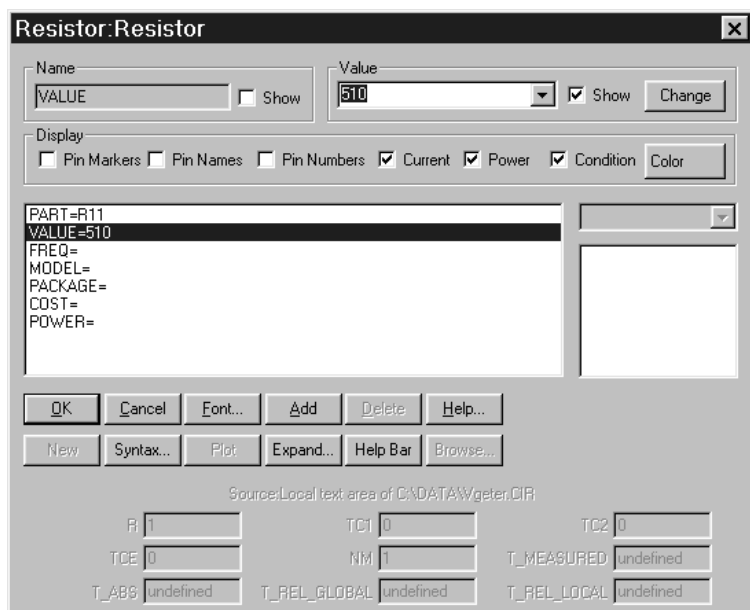 Resistor:Resistor
Name
VALUE
Show
Value
510
Show
Change
Display
Pin Markers
Pin Names
Pin Numbers
Current
Power
Condition
Color
PART=R11
VALUE=510
FREQ=
MODEL=
PACKAGE=
COST=
POWER=
OK
Cancel
Font...
Add
Delete
Help...
New
Syntax...
Plot
Expand...
Help Bar
Browse...
Source:Local text area of C:\DATA\Vgeter.CIR
R 1
TC1 0
TC2 0
TCE 0
NM 1
T_MEASURED undefined
T_ABS undefined
T_REL_GLOBAL undefined
T_REL_LOCAL undefined